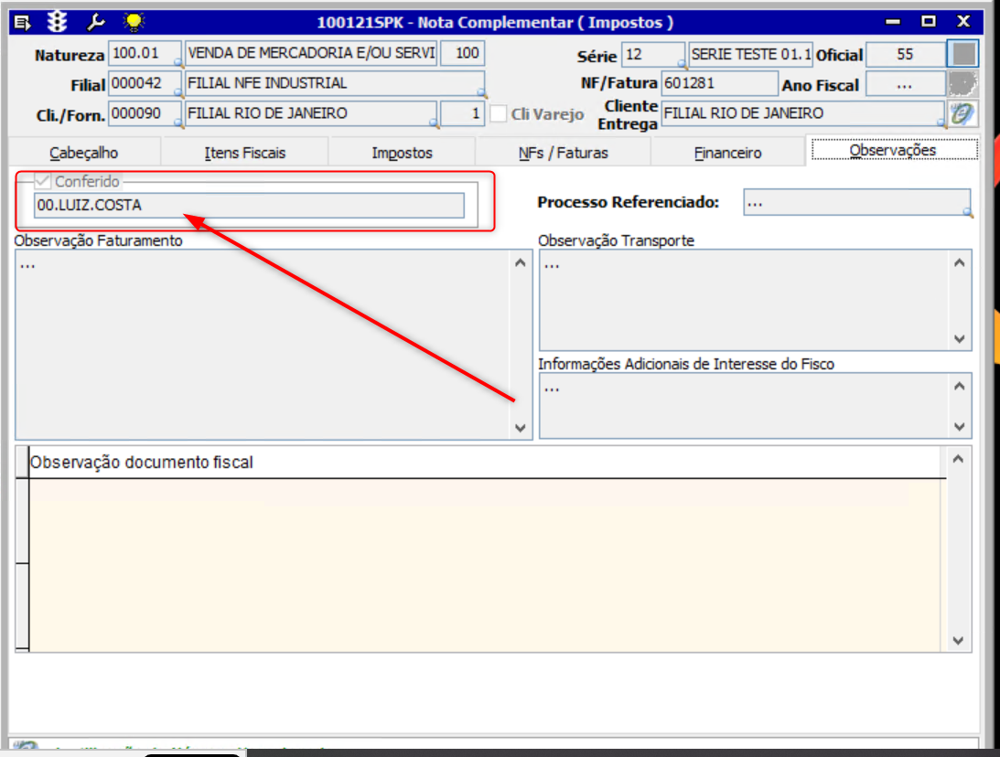 100121SPK - Nota Complementar ( Impostos )
Natureza 100.01 VENDA DE MERCADORIA E/OU SERVI 100 Série 12 SERIE TESTE 01.1 Oficial 55
Filial 000042 FILIAL NFE INDUSTRIAL NF/Fatura 601281 Ano Fiscal ...
Cli./Forn. 000090 FILIAL RIO DE JANEIRO 1 Cli Varejo Cliente Entrega FILIAL RIO DE JANEIRO
Cabeçalho Itens Fiscais Impostos NFs / Faturas Financeiro Observações
Conferido
00.LUIZ.COSTA
Processo Referenciado: ...
Observação Faturamento
...
Observação Transporte
...
Informações Adicionais de Interesse do Fisco
...
Observação documento fiscal